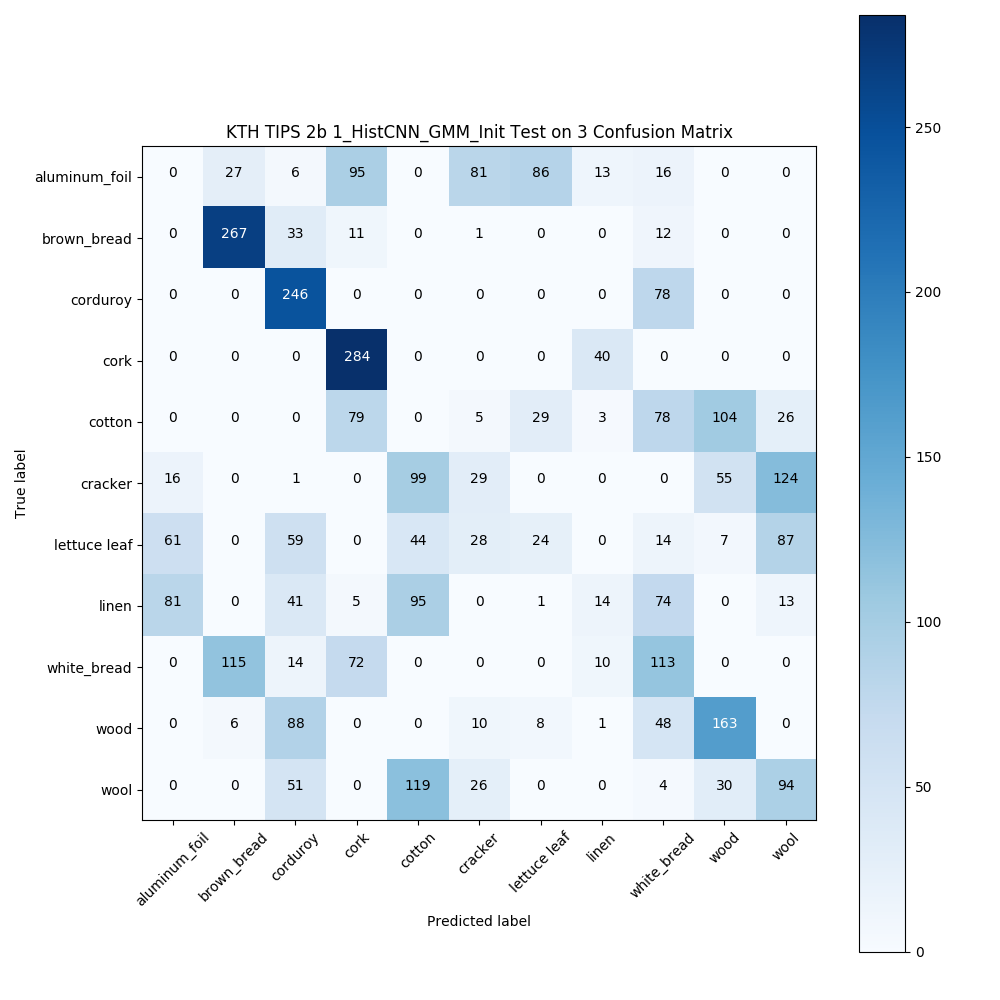 KTH TIPS 2b 1_HistCNN_GMM_Init Test on 3 Confusion Matrix
True label
aluminum_foil 0 27 6 95 0 81 86 13 16 0 0
brown_bread 0 267 33 11 0 1 0 0 12 0 0
corduroy 0 0 246 0 0 0 0 0 78 0 0
cork 0 0 0 284 0 0 0 40 0 0 0
cotton 0 0 0 79 0 5 29 3 78 104 26
cracker 16 0 1 0 99 29 0 0 0 55 124
lettuce leaf 61 0 59 0 44 28 24 0 14 7 87
linen 81 0 41 5 95 0 1 14 74 0 13
white_bread 0 115 14 72 0 0 0 10 113 0 0
wood 0 6 88 0 0 10 8 1 48 163 0
wool 0 0 51 0 119 26 0 0 4 30 94
aluminum_foil brown_bread corduroy cork cotton cracker lettuce leaf linen white_bread wood wool
Predicted label
250
200
150
100
50
0